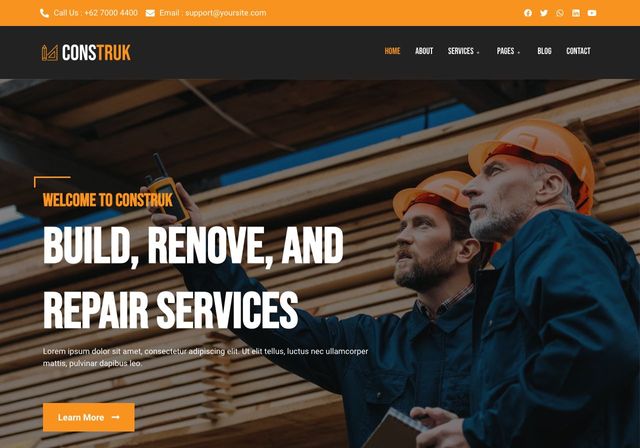 Call Us : +62 7000 4400 Email : support@yoursite.com
CONSTRUK
HOME ABOUT SERVICES PAGES BLOG CONTACT
WELCOME TO CONSTRUK
BUILD, RENOVE, AND
REPAIR SERVICES
Lorem ipsum dolor sit amet, consectetur adipiscing elit. Ut elit tellus, luctus nec ullamcorper
mattis, pulvinar dapibus leo.
Learn More